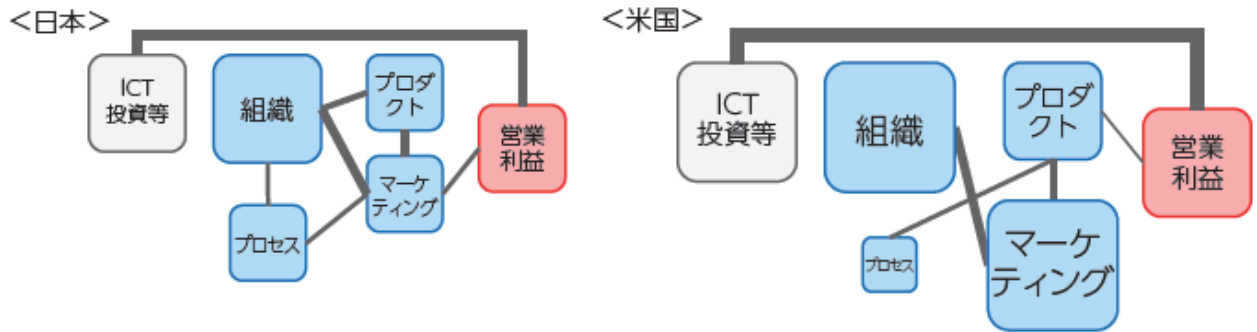 ＜日本＞
ICT
投資等
組織
プロダ
クト
マーケ
ティング
プロセス
営業
利益
＜米国＞
ICT
投資等
組織
プロダ
クト
プロセス
マーケ
ティング
営業
利益